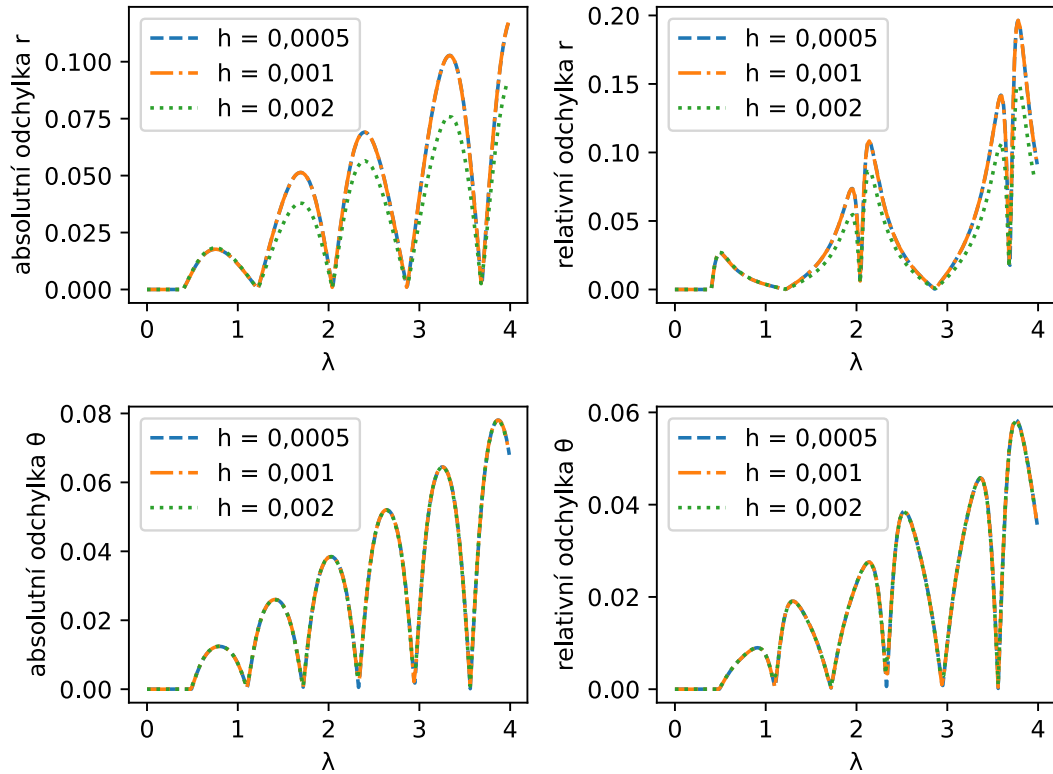 absolutní odchylka r
0.100
0.075
0.050
0.025
0.000
h = 0,0005
h = 0,001
h = 0,002
0 1 2 3 4
λ
relativní odchylka r
0.20
0.15
0.10
0.05
0.00
h = 0,0005
h = 0,001
h = 0,002
0 1 2 3 4
λ
absolutní odchylka θ
0.08
0.06
0.04
0.02
0.00
h = 0,0005
h = 0,001
h = 0,002
0 1 2 3 4
λ
relativní odchylka θ
0.06
0.04
0.02
0.00
h = 0,0005
h = 0,001
h = 0,002
0 1 2 3 4
λ